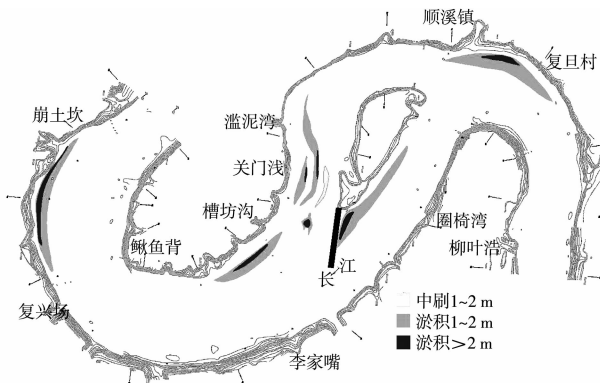 顺溪镇
复旦村
崩土坎
滥泥湾
关门浅
槽坊沟
圈椅湾
鳅鱼背
柳叶浩
长江
中刷1~2 m
复兴场
淤积1~2 m
淤积>2 m
李家嘴